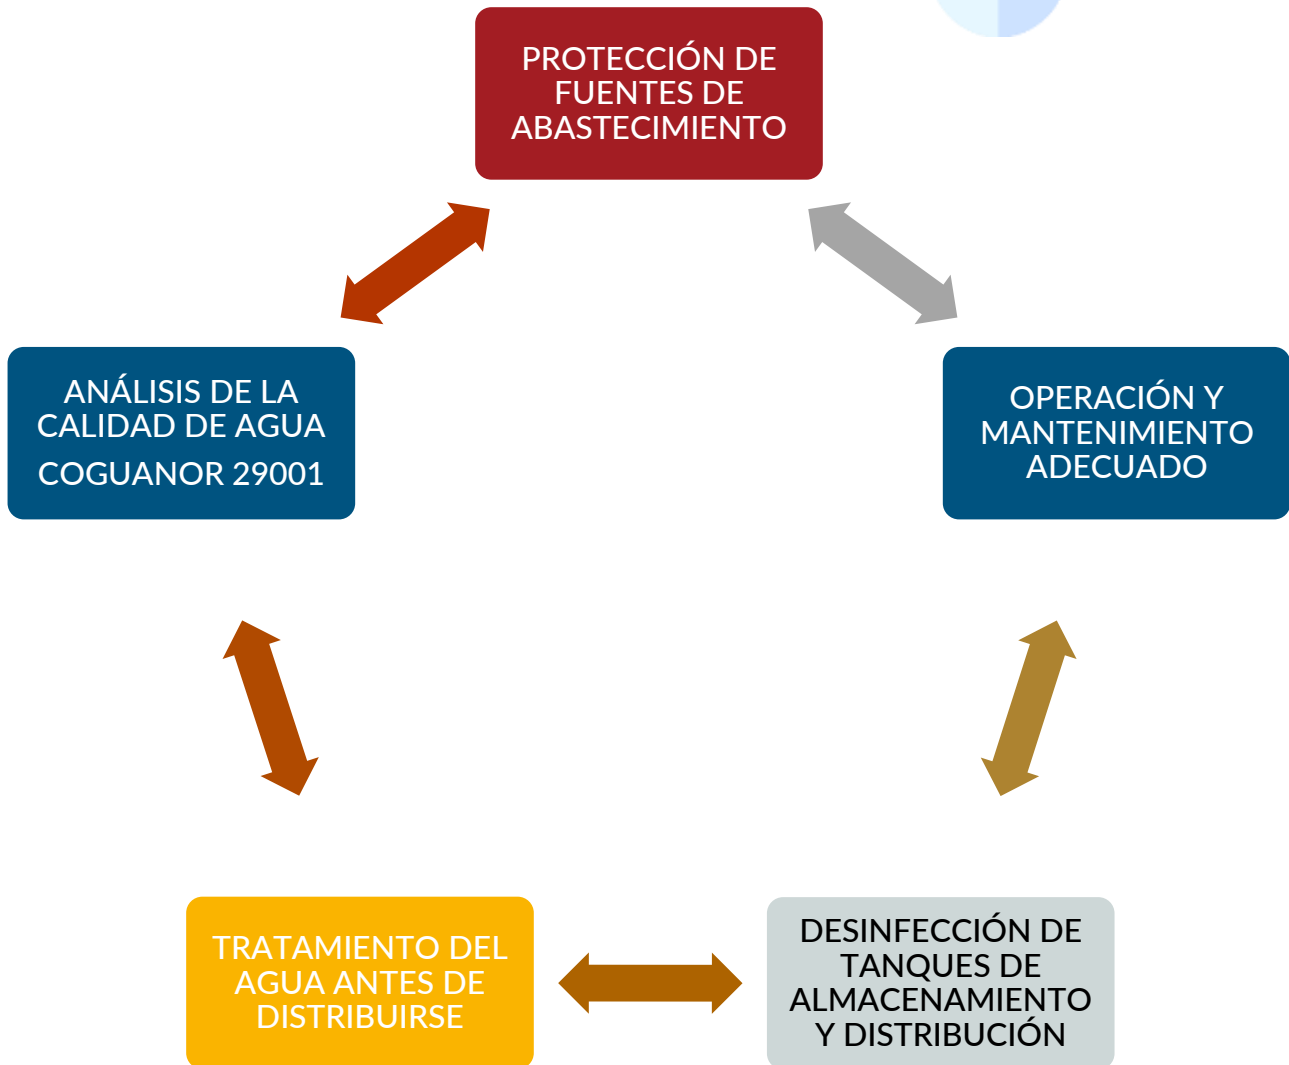 PROTECCIÓN DE
FUENTES DE
ABASTECIMIENTO
ANÁLISIS DE LA
CALIDAD DE AGUA
COGUANOR 29001
OPERACIÓN Y
MANTENIMIENTO
ADECUADO
TRATAMIENTO DEL
AGUA ANTES DE
DISTRIBUIRSE
DESINFECCIÓN DE
TANQUES DE
ALMACENAMIENTO
Y DISTRIBUCIÓN